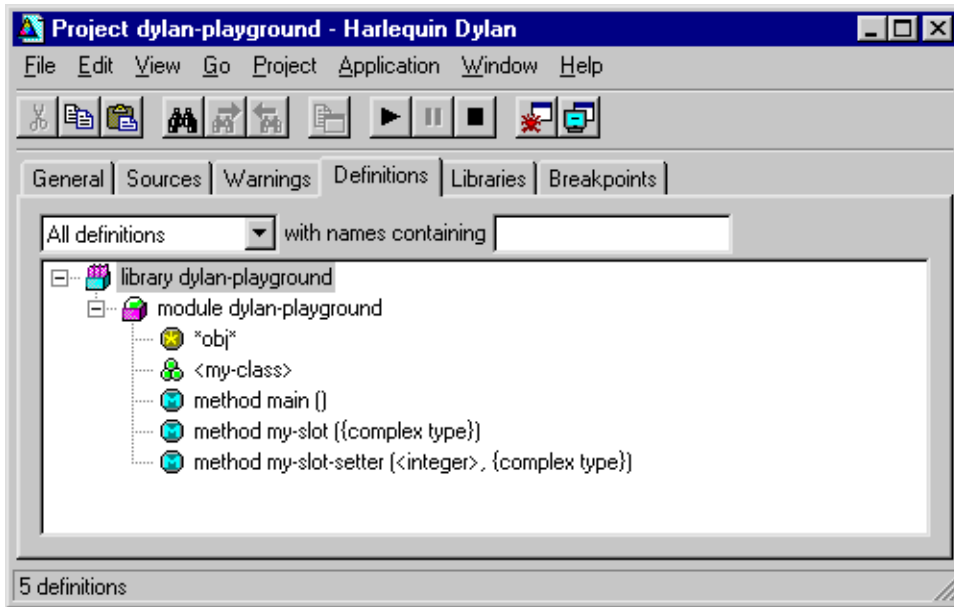 Project dylan-playground - Harlequin Dylan
File Edit View Go Project Application Window Help
General Sources Warnings Definitions Libraries Breakpoints
All definitions with names containing
library dylan-playground
module dylan-playground
*obj*
<my-class>
method main ()
method my-slot ({complex type})
method my-slot-setter (<integer>, {complex type})
5 definitions